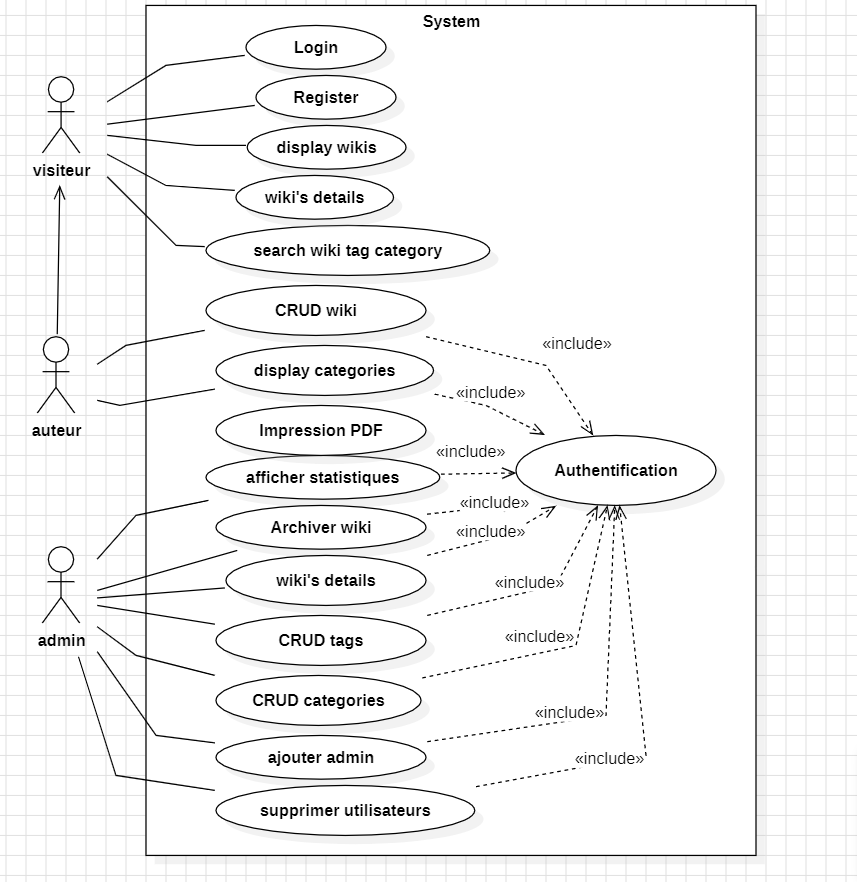 System
Login
Register
display wikis
visiteur
wiki's details
search wiki tag category
CRUD wiki
«include»
display categories
«include»
auteur
Impression PDF
«include»
afficher statistiques
Authentification
«include»
Archiver wiki
«include»
wiki's details
«include»
admin
CRUD tags
«include»
CRUD categories
«include»
ajouter admin
«include»
supprimer utilisateurs